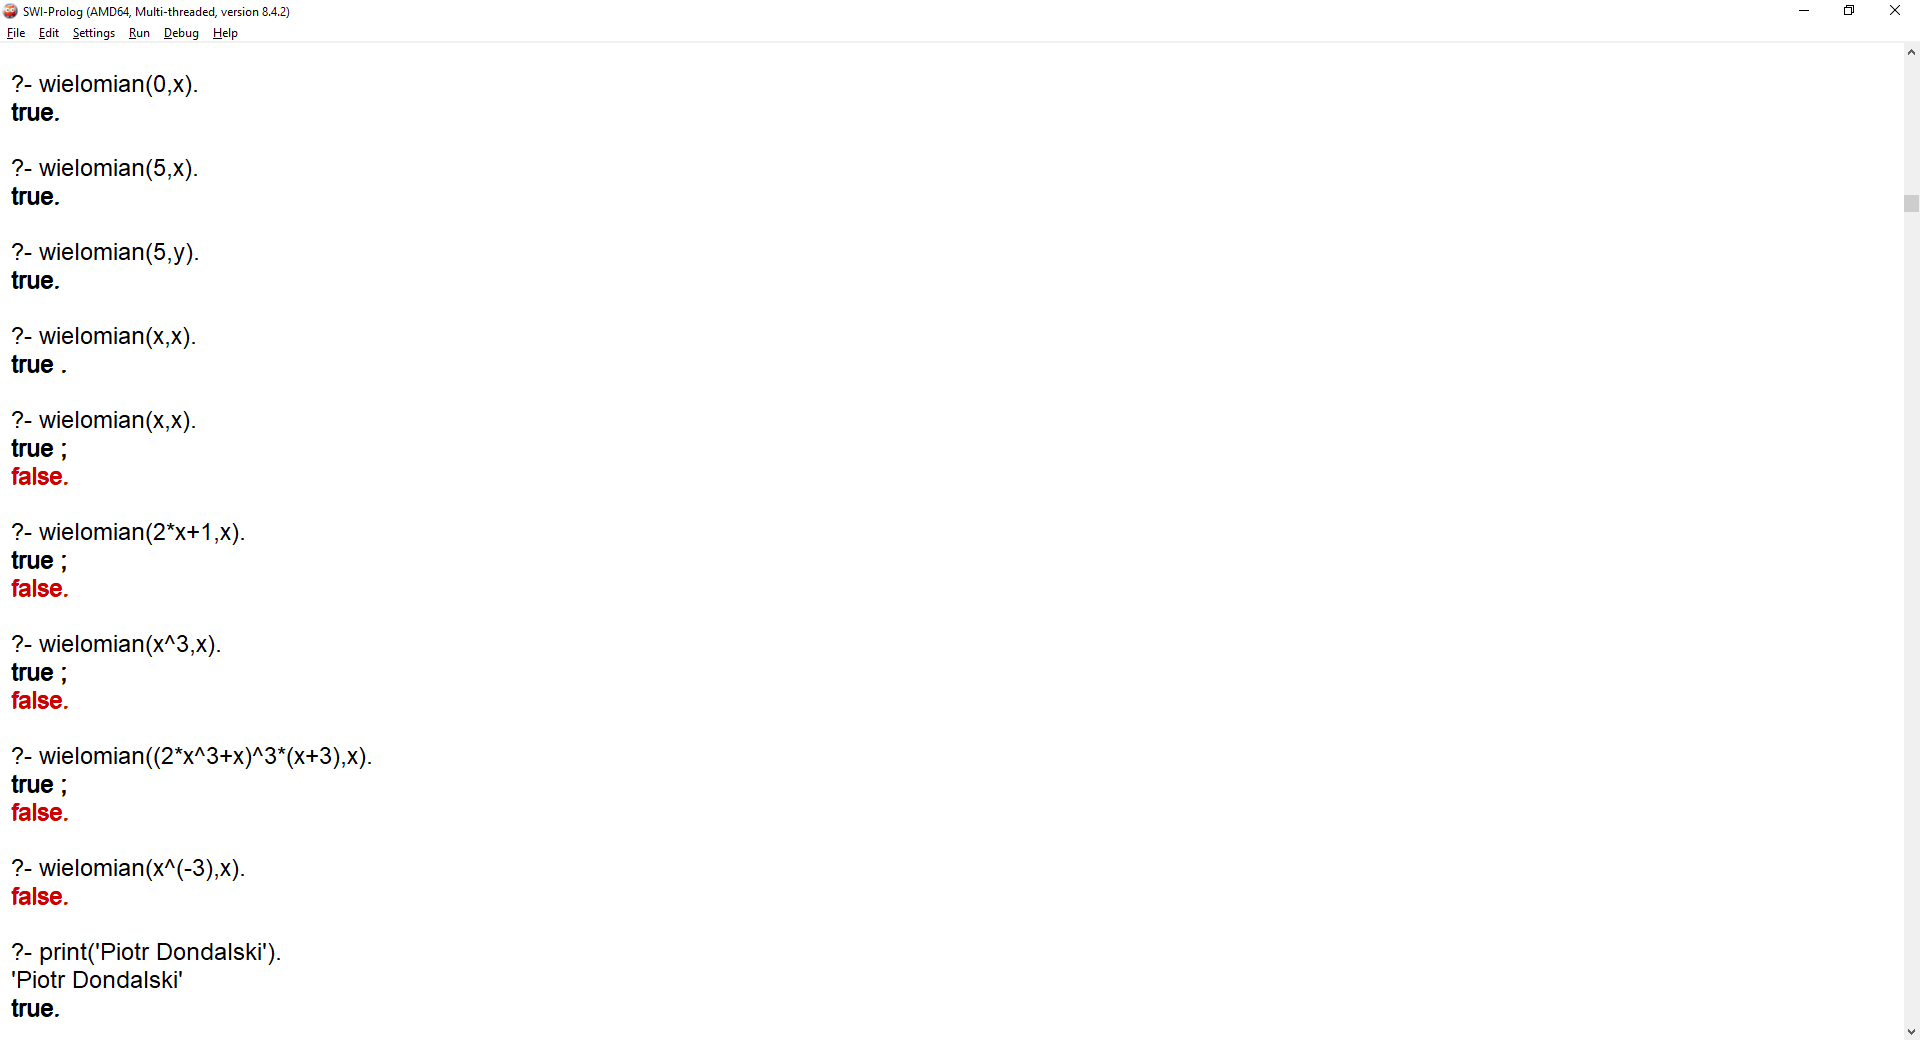 SWI-Prolog (AMD64, Multi-threaded, version 8.4.2)
File Edit Settings Run Debug Help
?- wielomian(0,x).
true.
?- wielomian(5,x).
true.
?- wielomian(5,y).
true.
?- wielomian(x,x).
true .
?- wielomian(x,x).
true ;
false.
?- wielomian(2*x+1,x).
true ;
false.
?- wielomian(x^3,x).
true ;
false.
?- wielomian((2*x^3+x)^3*(x+3),x).
true ;
false.
?- wielomian(x^(-3),x).
false.
?- print('Piotr Dondalski').
'Piotr Dondalski'
true.